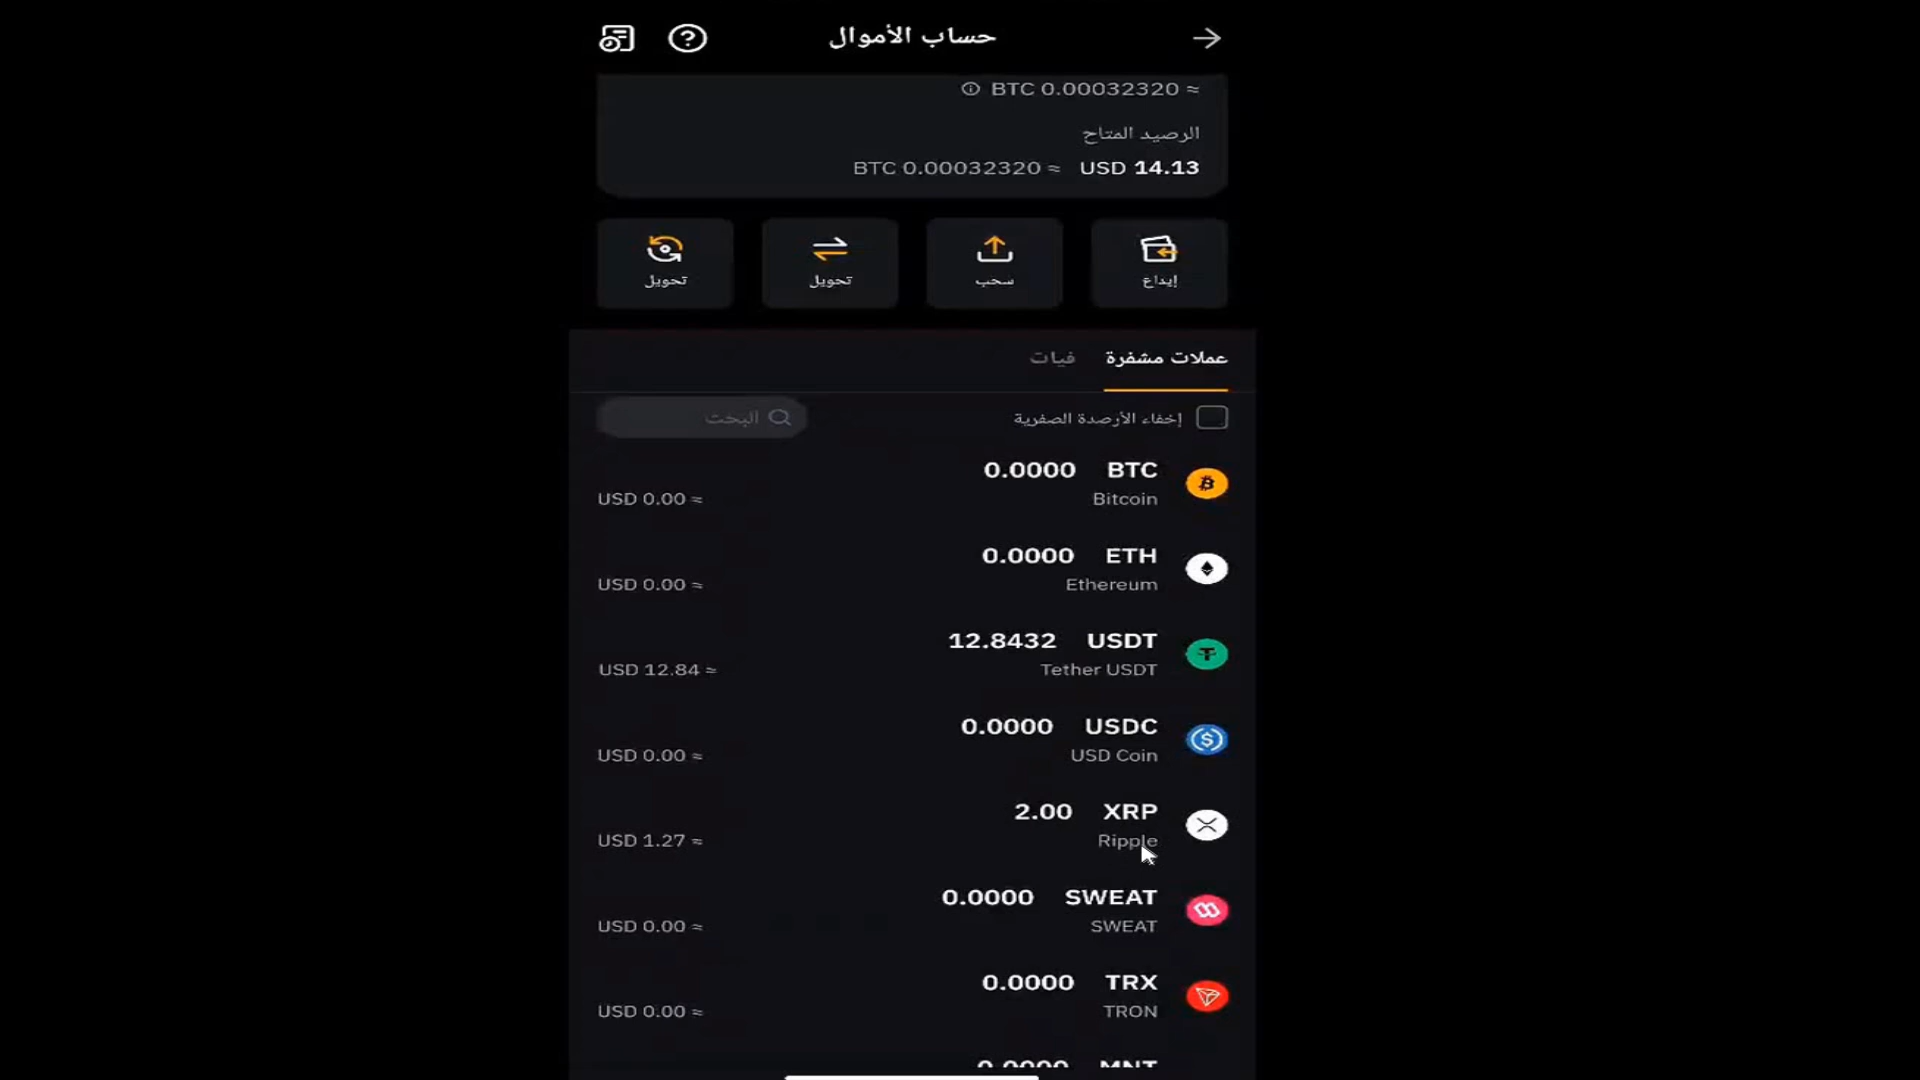 حساب الأموال
≈ BTC 0.00032320
الرصيد المتاح
USD 14.13 ≈ BTC 0.00032320
إيداع
سحب
تحويل
تحويل
عملات مشفرة
فيات
إخفاء الأرصدة الصفرية
البحث
BTC 0.0000
Bitcoin
≈ USD 0.00
ETH 0.0000
Ethereum
≈ USD 0.00
USDT 12.8432
Tether USDT
≈ USD 12.84
USDC 0.0000
USD Coin
≈ USD 0.00
XRP 2.00
Ripple
≈ USD 1.27
SWEAT 0.0000
SWEAT
≈ USD 0.00
TRX 0.0000
TRON
≈ USD 0.00
MNT 0.0000